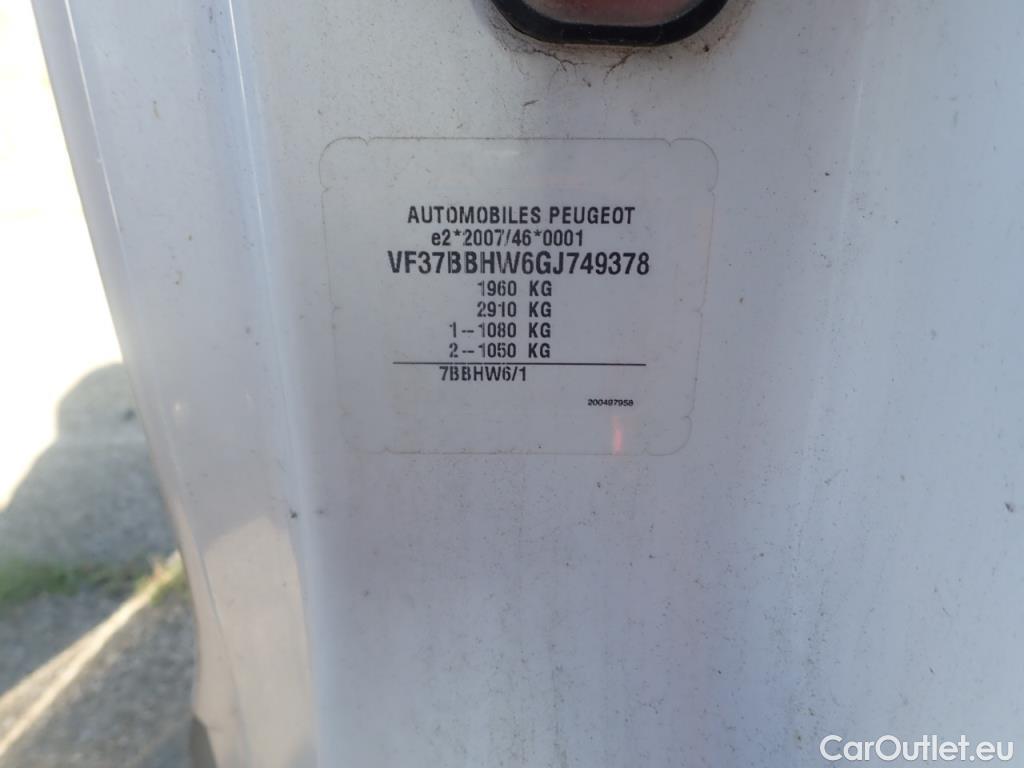 AUTOMOBILES PEUGEOT
e2*2007/46*0001
VF37BBHW6GJ749378
1960 KG
2910 KG
1--1080 KG
2--1050 KG
7BBHW6/1
200497958
CarOutlet.eu